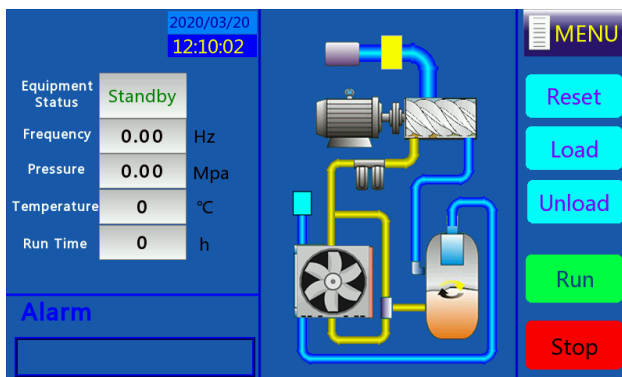 2020/03/20
12:10:02
Equipment Status Standby
Frequency 0.00 Hz
Pressure 0.00 Mpa
Temperature 0 ℃
Run Time 0 h
Alarm
MENU
Reset
Load
Unload
Run
Stop